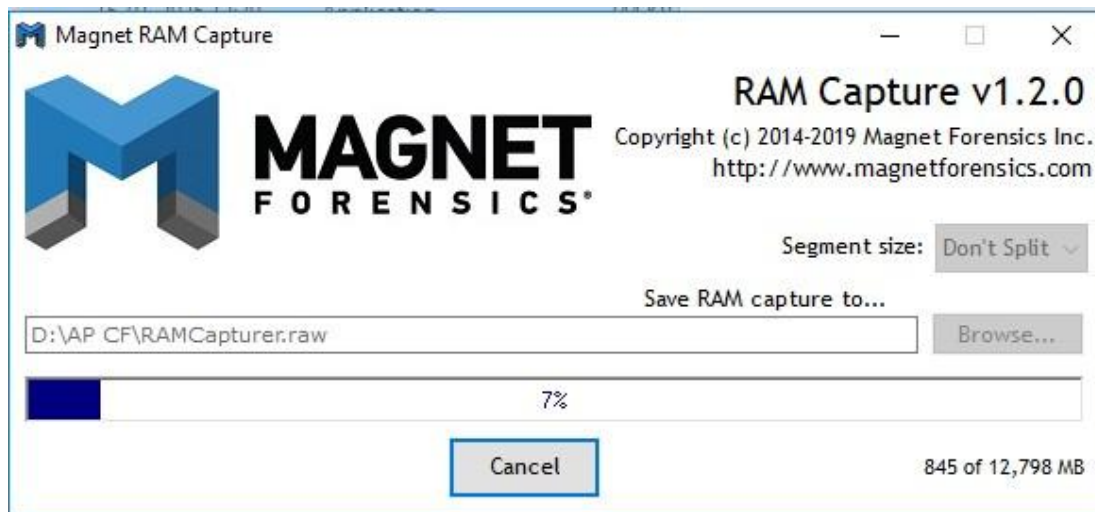 Magnet RAM Capture
MAGNET
FORENSICS®
RAM Capture v1.2.0
Copyright (c) 2014-2019 Magnet Forensics Inc.
http://www.magnetforensics.com
Segment size: Don't Split
Save RAM capture to...
D:\AP CF\RAMCapturer.raw Browse...
7%
Cancel 845 of 12,798 MB